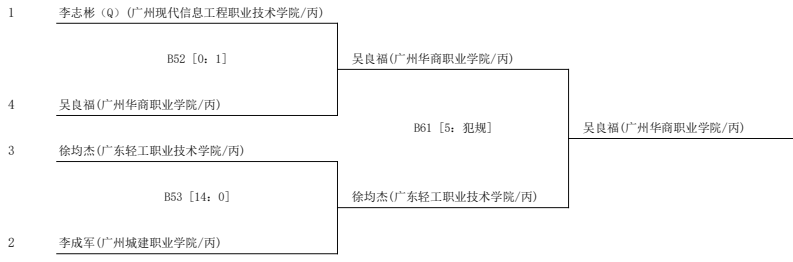 1 李志彬（Q）(广州现代信息工程职业技术学院/丙)
B52 [0: 1]
吴良福(广州华商职业学院/丙)
4 吴良福(广州华商职业学院/丙)
B61 [5: 犯规]
吴良福(广州华商职业学院/丙)
3 徐均杰(广东轻工职业技术学院/丙)
B53 [14: 0]
徐均杰(广东轻工职业技术学院/丙)
2 李成军(广州城建职业学院/丙)